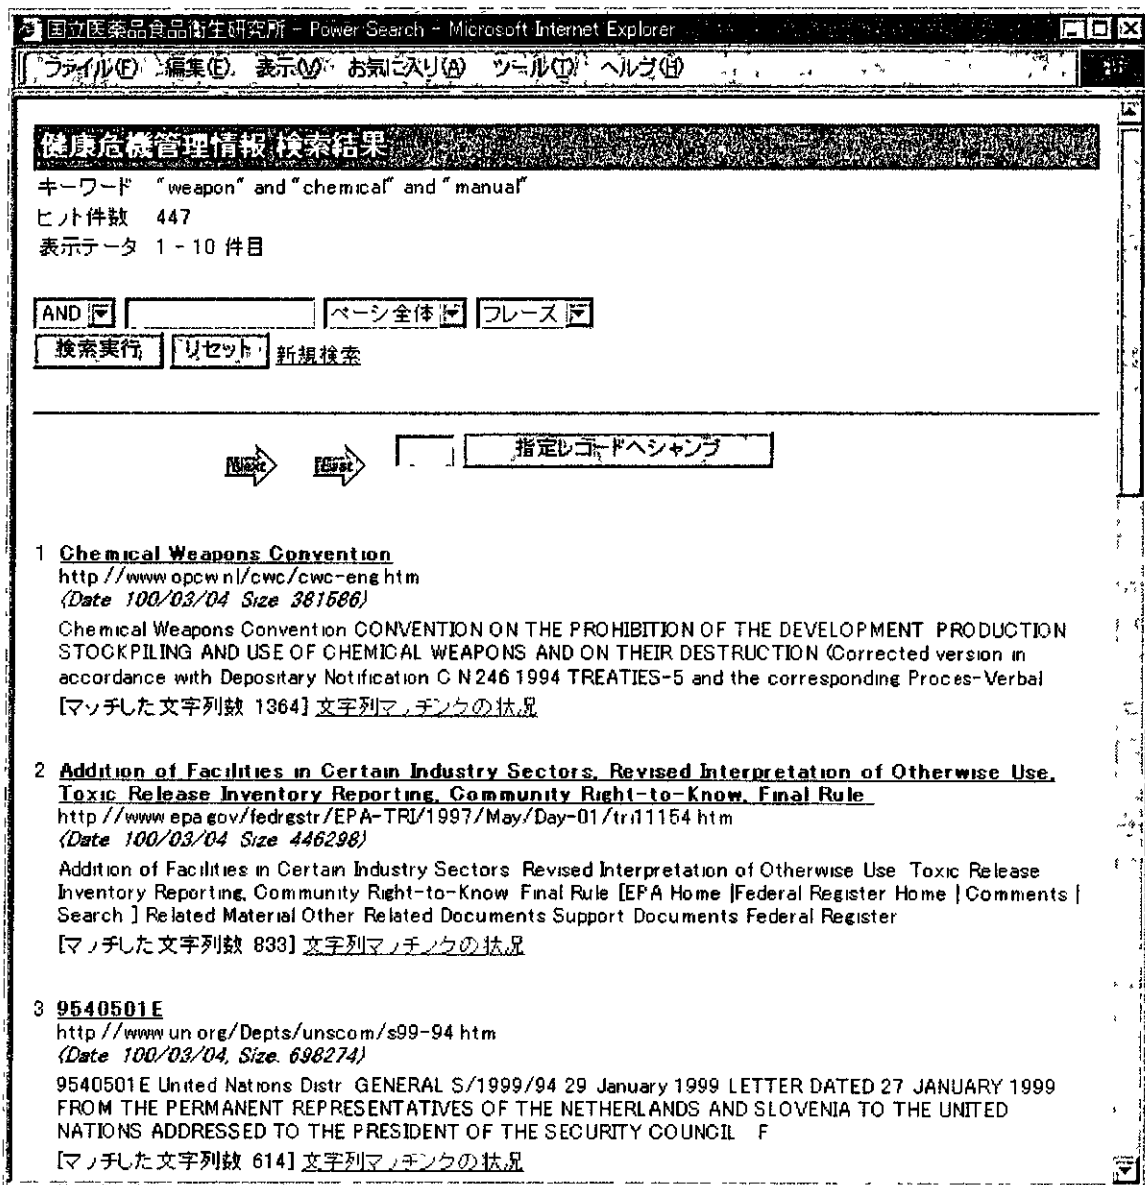 国立医薬品食品衛生研究所 - Power Search - Microsoft Internet Explorer
ファイル(F) 編集(E) 表示(V) お気に入り(A) ツール(T) ヘルプ(H)
健康危機管理情報 検索結果
キーワード "weapon" and "chemical" and "manual"
ヒット件数 447
表示データ 1 - 10 件目
AND ページ全体 フレーズ
検索実行 リセット 新規検索
Next Last 指定レコードへジャンプ
1 Chemical Weapons Convention
http //www opcw nl/cwc/cwc-eng htm
(Date 100/03/04 Size 381586)
Chemical Weapons Convention CONVENTION ON THE PROHIBITION OF THE DEVELOPMENT PRODUCTION
STOCKPILING AND USE OF CHEMICAL WEAPONS AND ON THEIR DESTRUCTION (Corrected version in
accordance with Depositary Notification C N 246 1994 TREATIES-5 and the corresponding Proces-Verbal
[マッチした文字列数 1364] 文字列マッチングの状況
2 Addition of Facilities in Certain Industry Sectors, Revised Interpretation of Otherwise Use,
Toxic Release Inventory Reporting, Community Right-to-Know, Final Rule
http //www epa gov/fedrgstr/EPA-TRI/1997/May/Day-01/tri11154 htm
(Date 100/03/04 Size 446298)
Addition of Facilities in Certain Industry Sectors Revised Interpretation of Otherwise Use Toxic Release
Inventory Reporting, Community Right-to-Know Final Rule [EPA Home |Federal Register Home | Comments |
Search ] Related Material Other Related Documents Support Documents Federal Register
[マッチした文字列数 833] 文字列マッチングの状況
3 9540501E
http //www un org/Depts/unscom/s99-94 htm
(Date 100/03/04, Size 698274)
9540501E United Nations Distr GENERAL S/1999/94 29 January 1999 LETTER DATED 27 JANUARY 1999
FROM THE PERMANENT REPRESENTATIVES OF THE NETHERLANDS AND SLOVENIA TO THE UNITED
NATIONS ADDRESSED TO THE PRESIDENT OF THE SECURITY COUNCIL F
[マッチした文字列数 614] 文字列マッチングの状況